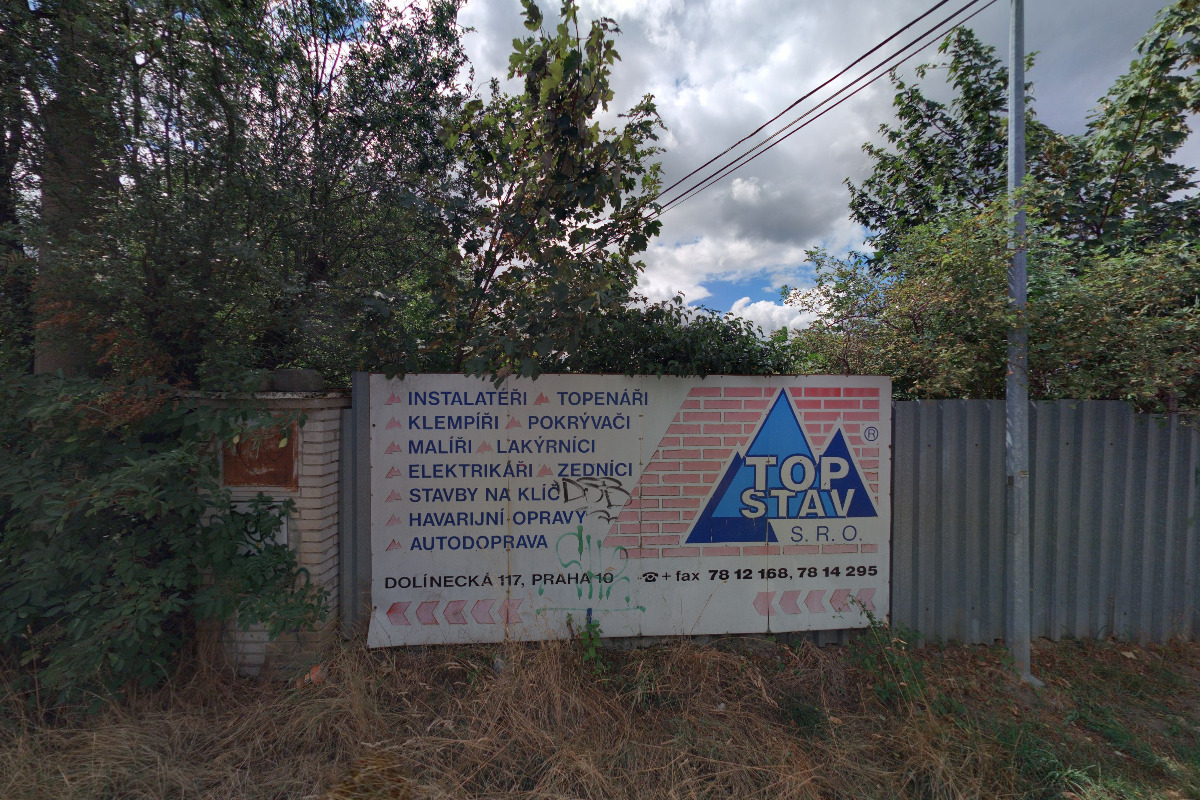 INSTALATÉŘI TOPENÁŘI
KLEMPÍŘI POKRÝVAČI
MALÍŘI LAKÝRNÍCI
ELEKTRIKÁŘI ZEDNÍCI
STAVBY NA KLÍČ
HAVARIJNÍ OPRAVY
AUTODOPRAVA
DOLÍNECKÁ 117, PRAHA 10
☎ + fax 78 12 168, 78 14 295
TOP
STAV
S.R.O.
®